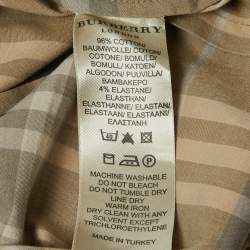 BURBERRY
LONDON
96% COTTON/
BAUMWOLLE/ COTON/
COTONE/ BOMULL/
BOMULD/ KATOEN/
ALGODON/ PUUVILLA/
ΒΑΜΒΑΚΕΡΟ
4% ELASTANE/
ELASTHAN/
ELASTHANNE/ ELASTAN/
ELASTANO/ ELASTAAN/
ΕΛΑΣΤΑΝΗ
MACHINE WASHABLE
DO NOT BLEACH
DO NOT TUMBLE DRY
LINE DRY
WARM IRON
DRY CLEAN WITH ANY
SOLVENT EXCEPT
TRICHLOROETHYLENE
MADE IN TURKEY